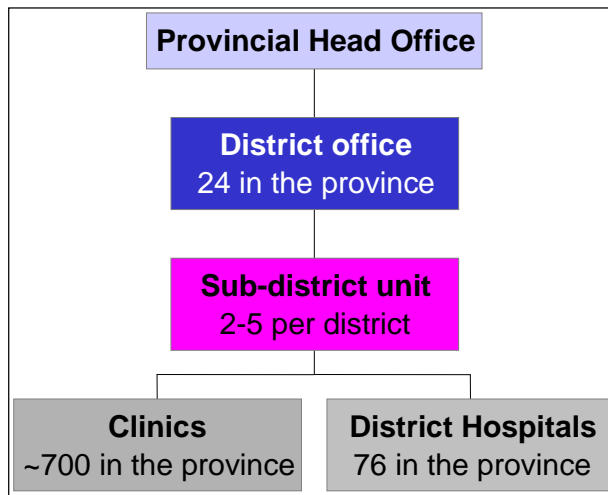 Provincial Head Office
District office
24 in the province
Sub-district unit
2-5 per district
Clinics
~700 in the province
District Hospitals
76 in the province